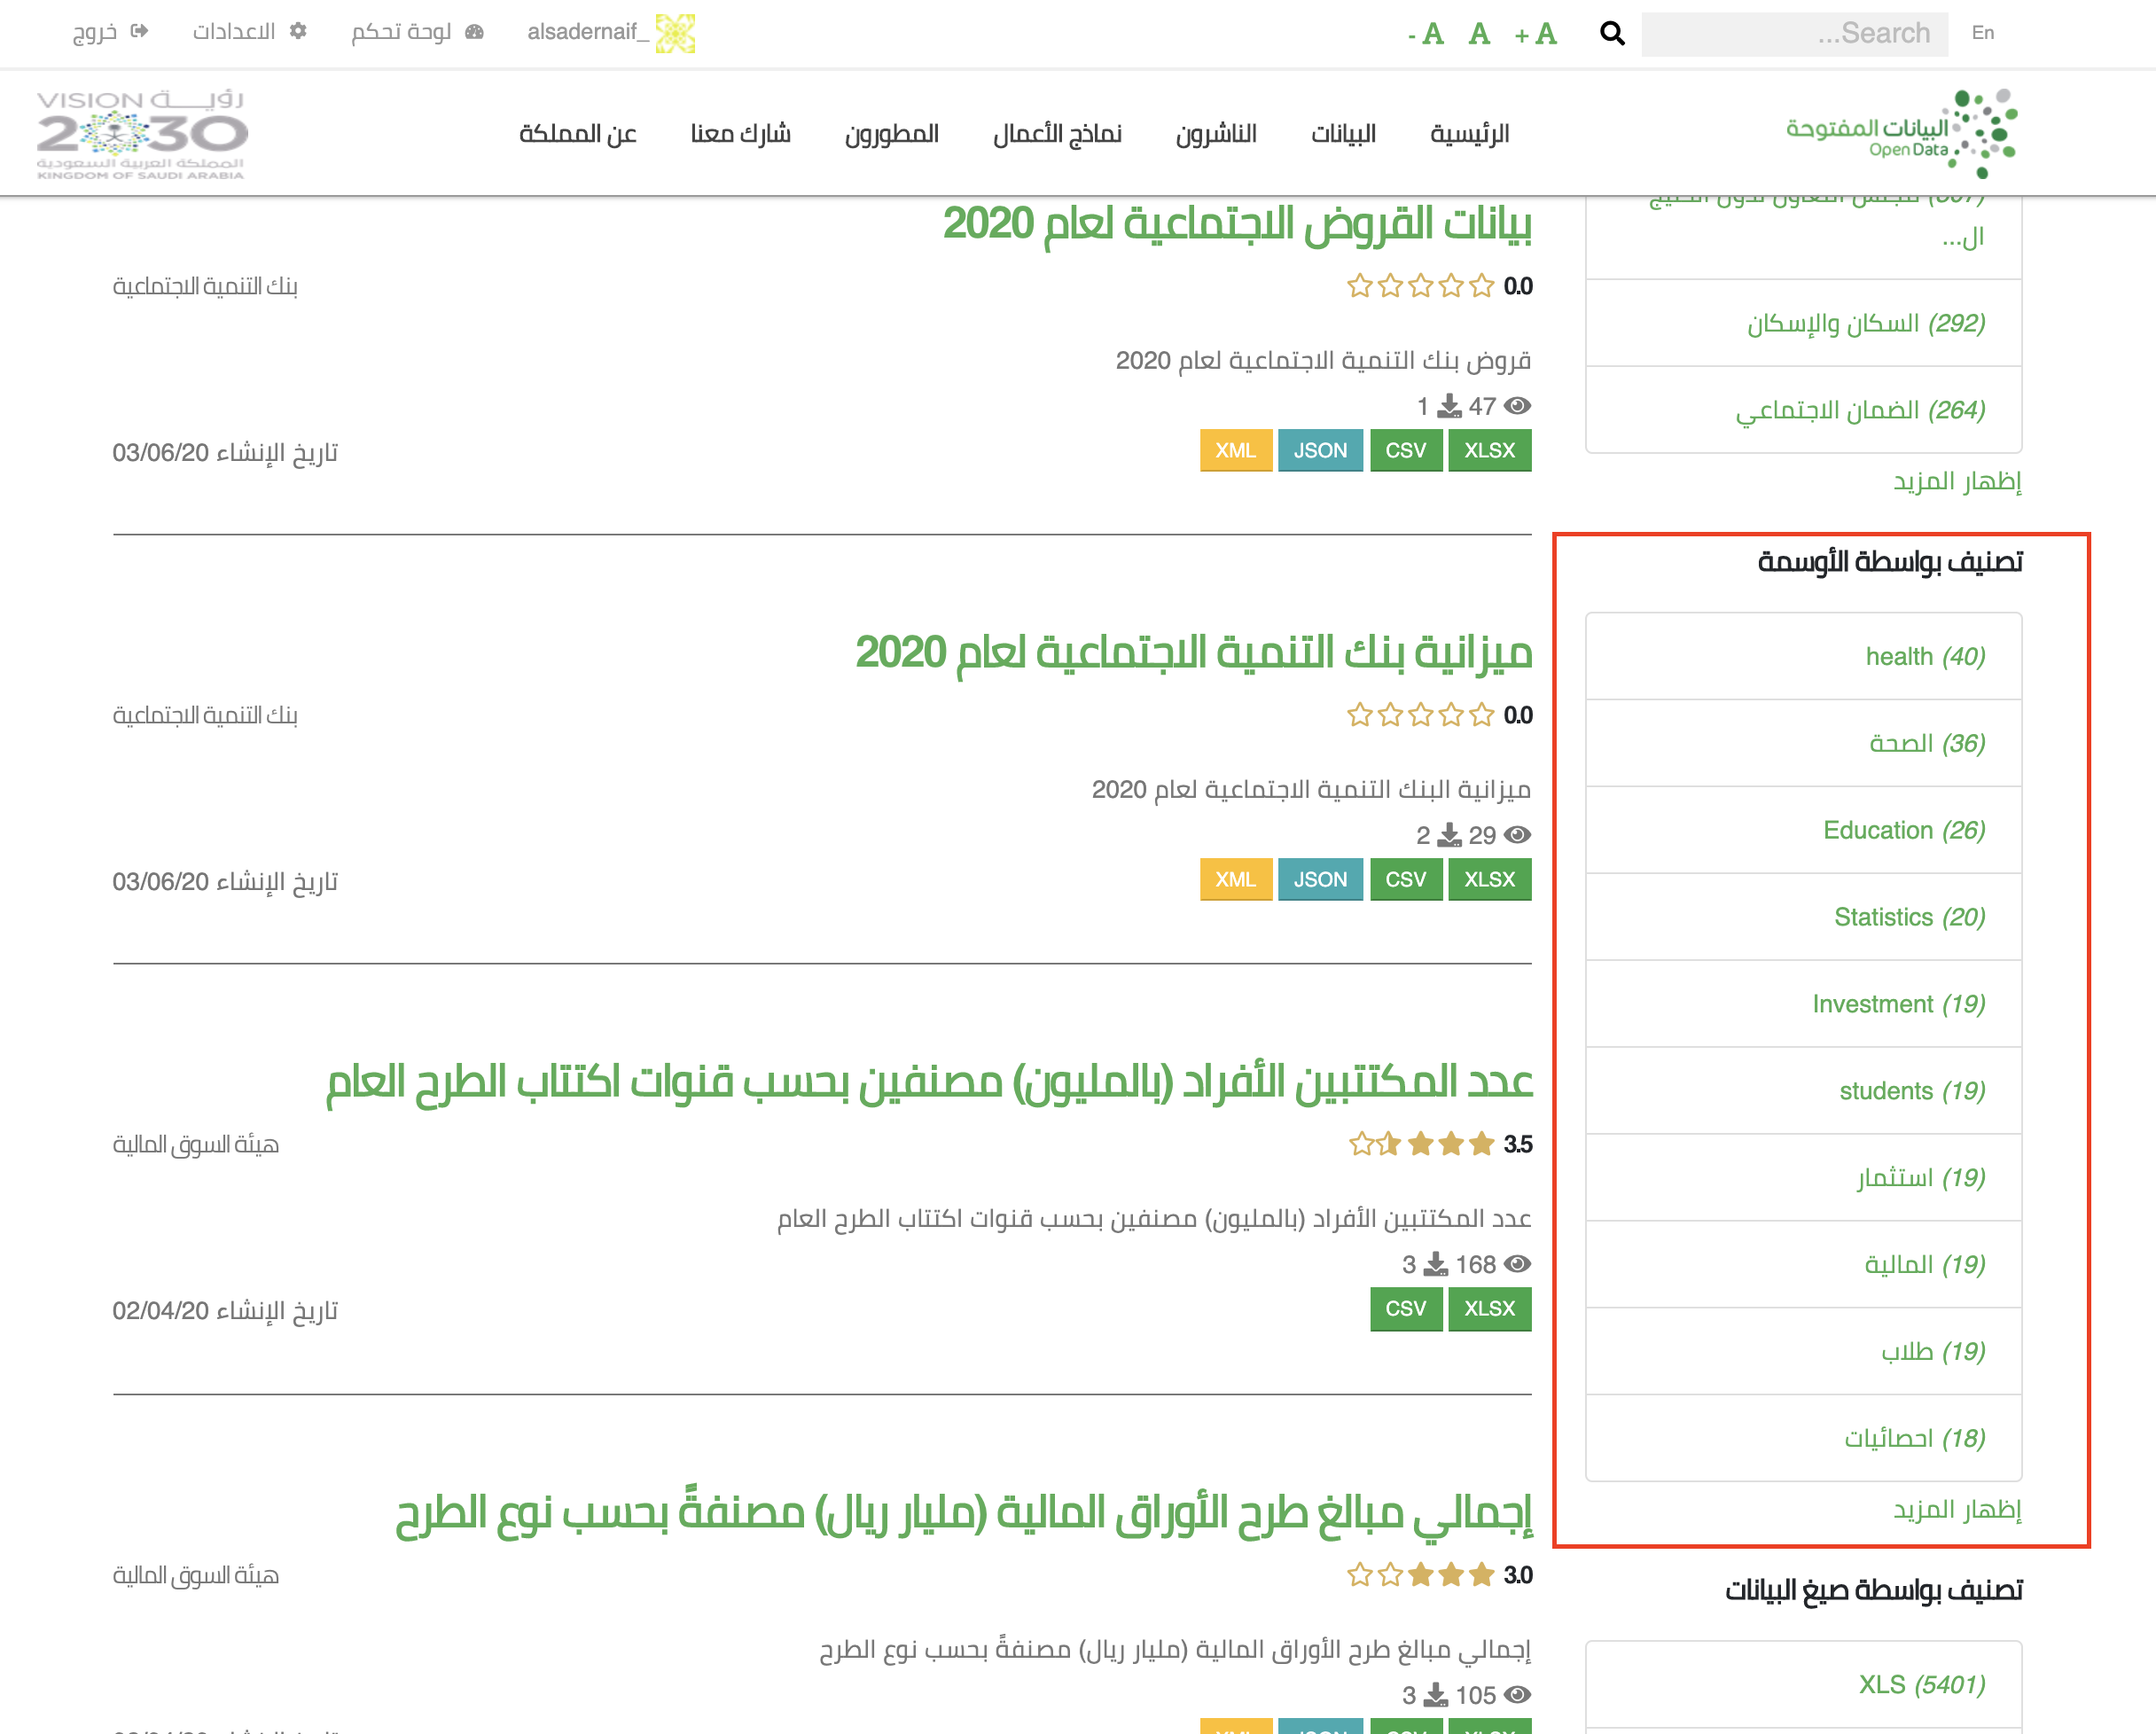 En
Search...
A+ A A-
alsadernaif_
لوحة تحكم
الاعدادات
خروج
البيانات المفتوحة
Open Data
الرئيسية
البيانات
الناشرون
نماذج الأعمال
المطورون
شارك معنا
عن المملكة
VISION رؤيـة
2030
المملكة العربية السعودية
KINGDOM OF SAUDI ARABIA
مجلس التعاون لدول الخليج
ال...
السكان والإسكان (292)
الضمان الاجتماعي (264)
إظهار المزيد
تصنيف بواسطة الأوسمة
health (40)
الصحة (36)
Education (26)
Statistics (20)
Investment (19)
students (19)
استثمار (19)
المالية (19)
طلاب (19)
احصائيات (18)
إظهار المزيد
تصنيف بواسطة صيغ البيانات
XLS (5401)
بيانات القروض الاجتماعية لعام 2020
0.0
بنك التنمية الاجتماعية
قروض بنك التنمية الاجتماعية لعام 2020
47 1
XLSX CSV JSON XML
تاريخ الإنشاء 03/06/20
ميزانية بنك التنمية الاجتماعية لعام 2020
0.0
بنك التنمية الاجتماعية
ميزانية البنك التنمية الاجتماعية لعام 2020
29 2
XLSX CSV JSON XML
تاريخ الإنشاء 03/06/20
عدد المكتتبين الأفراد (بالمليون) مصنفين بحسب قنوات اكتتاب الطرح العام
3.5
هيئة السوق المالية
عدد المكتتبين الأفراد (بالمليون) مصنفين بحسب قنوات اكتتاب الطرح العام
168 3
XLSX CSV
تاريخ الإنشاء 02/04/20
إجمالي مبالغ طرح الأوراق المالية (مليار ريال) مصنفةً بحسب نوع الطرح
3.0
هيئة السوق المالية
إجمالي مبالغ طرح الأوراق المالية (مليار ريال) مصنفةً بحسب نوع الطرح
105 3
XLSX CSV JSON XML